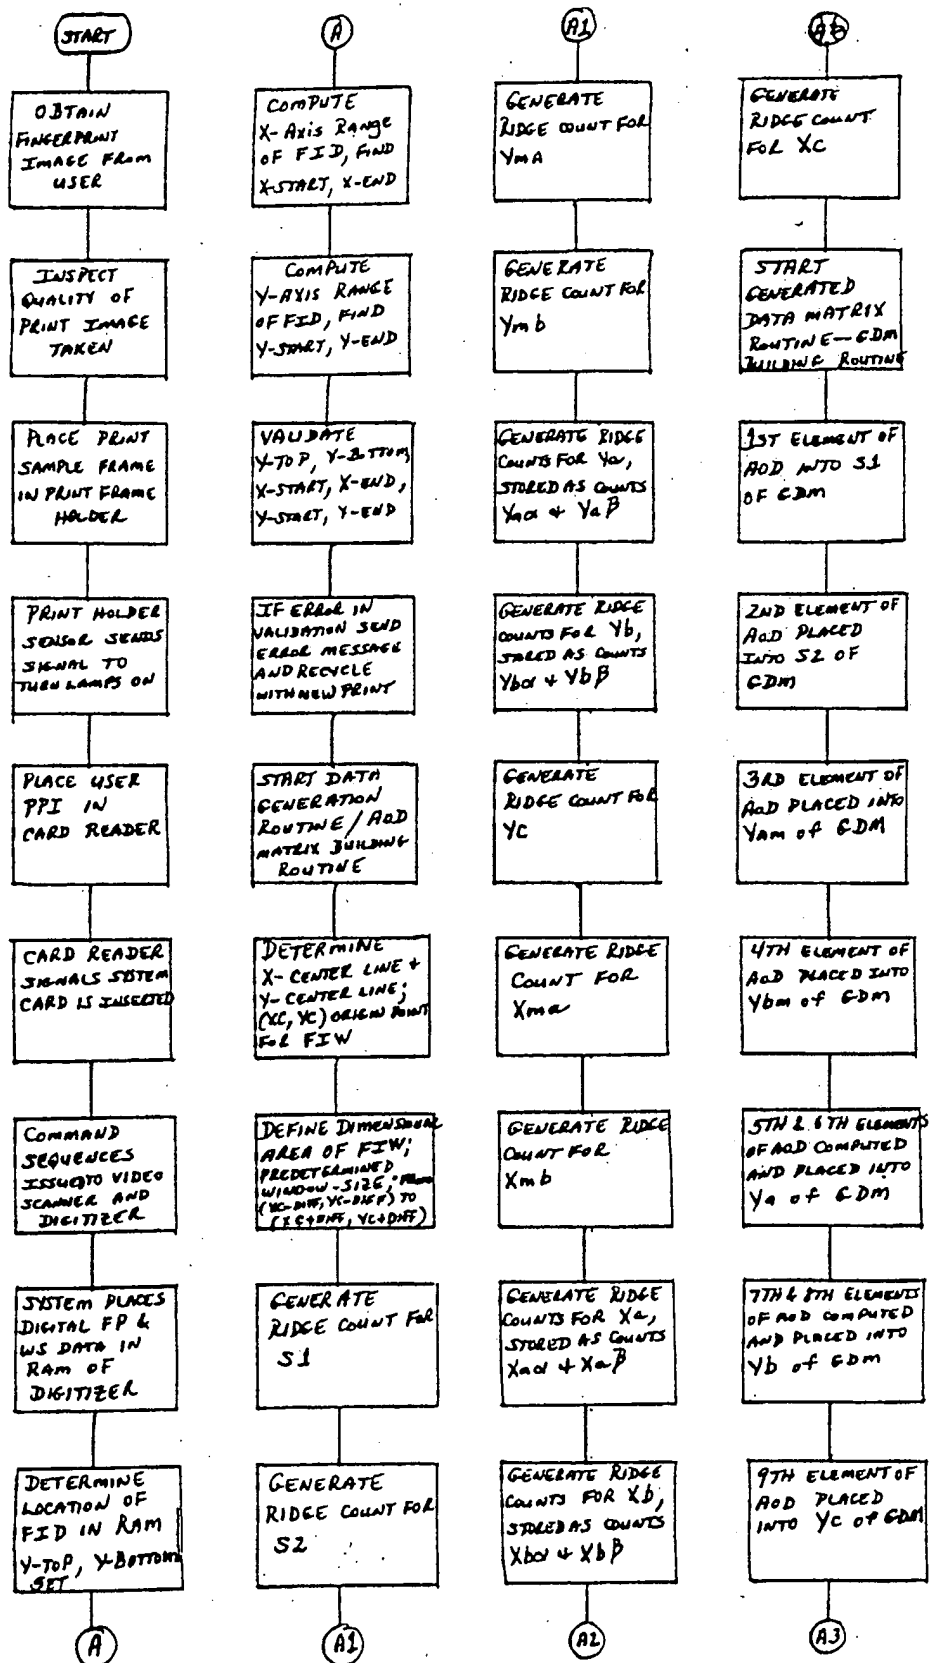 START
OBTAIN
FINGERPRINT
IMAGE FROM
USER
INSPECT
QUALITY OF
PRINT IMAGE
TAKEN
PLACE PRINT
SAMPLE FRAME
IN PRINT FRAME
HOLDER
PRINT HOLDER
SENSOR SENDS
SIGNAL TO
TURN LAMPS ON
PLACE USER
PPI IN
CARD READER
CARD READER
SIGNALS SYSTEM
CARD IS INSERTED
COMMAND
SEQUENCES
ISSUED TO VIDEO
SCANNER AND
DIGITIZER
SYSTEM PLACES
DIGITAL FP &
WS DATA IN
RAM OF
DIGITIZER
DETERMINE
LOCATION OF
FID IN RAM
Y-TOP, Y-BOTTOM
SET
A
A
COMPUTE
X-Axis Range
OF FID, FIND
X-START, X-END
COMPUTE
Y-AXIS RANGE
OF FID, FIND
Y-START, Y-END
VALIDATE
Y-TOP, Y-BOTTOM,
X-START, X-END,
Y-START, Y-END
IF ERROR IN
VALIDATION SEND
ERROR MESSAGE
AND RECYCLE
WITH NEW PRINT
START DATA
GENERATION
ROUTINE / AOD
MATRIX BUILDING
ROUTINE
DETERMINE
X-CENTER LINE +
Y-CENTER LINE;
(XC, YC) ORIGIN POINT
FOR FIW
DEFINE DIMENSIONAL
AREA OF FIW;
PREDETERMINED
WINDOW-SIZE, FROM
(XC-DIFF, YC-DIFF) TO
(XC+DIFF, YC+DIFF)
GENERATE
RIDGE COUNT FOR
S1
GENERATE
RIDGE COUNT FOR
S2
A1
A1
GENERATE
RIDGE COUNT FOR
YmA
GENERATE
RIDGE COUNT FOR
Ymb
GENERATE RIDGE
COUNTS FOR Ya,
STORED AS COUNTS
Yaα + Yaβ
GENERATE RIDGE
COUNTS FOR Yb,
STORED AS COUNTS
Ybα + Ybβ
GENERATE
RIDGE COUNT FOR
YC
GENERATE RIDGE
COUNT FOR
Xma
GENERATE RIDGE
COUNT FOR
Xmb
GENERATE RIDGE
COUNTS FOR Xa,
STORED AS COUNTS
Xaα + Xaβ
GENERATE RIDGE
COUNTS FOR Xb,
STORED AS COUNTS
Xbα + Xbβ
A2
GENERATE
RIDGE COUNT
FOR XC
START
GENERATED
DATA MATRIX
ROUTINE—GDM
BUILDING ROUTINE
1ST ELEMENT OF
AOD INTO S1
OF GDM
2ND ELEMENT OF
AOD PLACED
INTO S2 OF
GDM
3RD ELEMENT OF
AOD PLACED INTO
YAM of GDM
4TH ELEMENT OF
AOD PLACED INTO
Ybm of GDM
5TH & 6TH ELEMENTS
OF AOD COMPUTED
AND PLACED INTO
Ya of GDM
7TH & 8TH ELEMENTS
OF AOD COMPUTED
AND PLACED INTO
Yb of GDM
9TH ELEMENT OF
AOD PLACED
INTO YC of GDM
A3